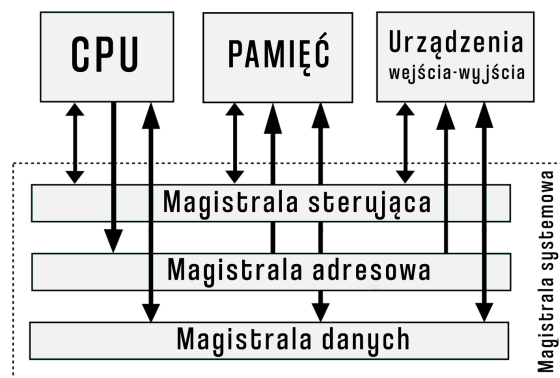 CPU
PAMIĘĆ
Urządzenia
wejścia-wyjścia
Magistrala sterująca
Magistrala adresowa
Magistrala danych
Magistrala systemowa